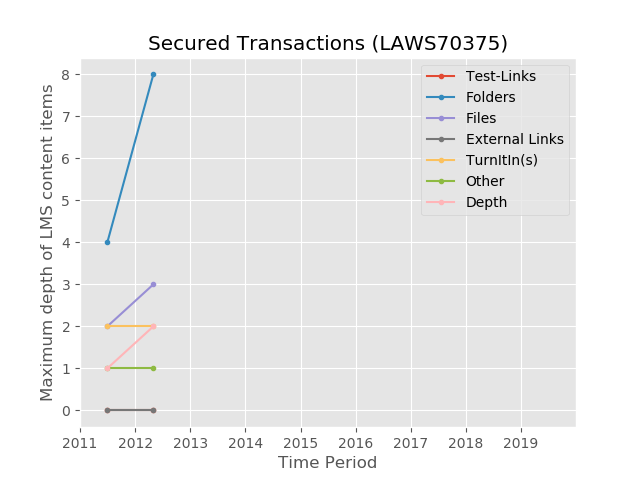 Secured Transactions (LAWS70375)
Maximum depth of LMS content items
8
7
6
5
4
3
2
1
0
Test-Links
Folders
Files
External Links
TurnItIn(s)
Other
Depth
2011 2012 2013 2014 2015 2016 2017 2018 2019
Time Period